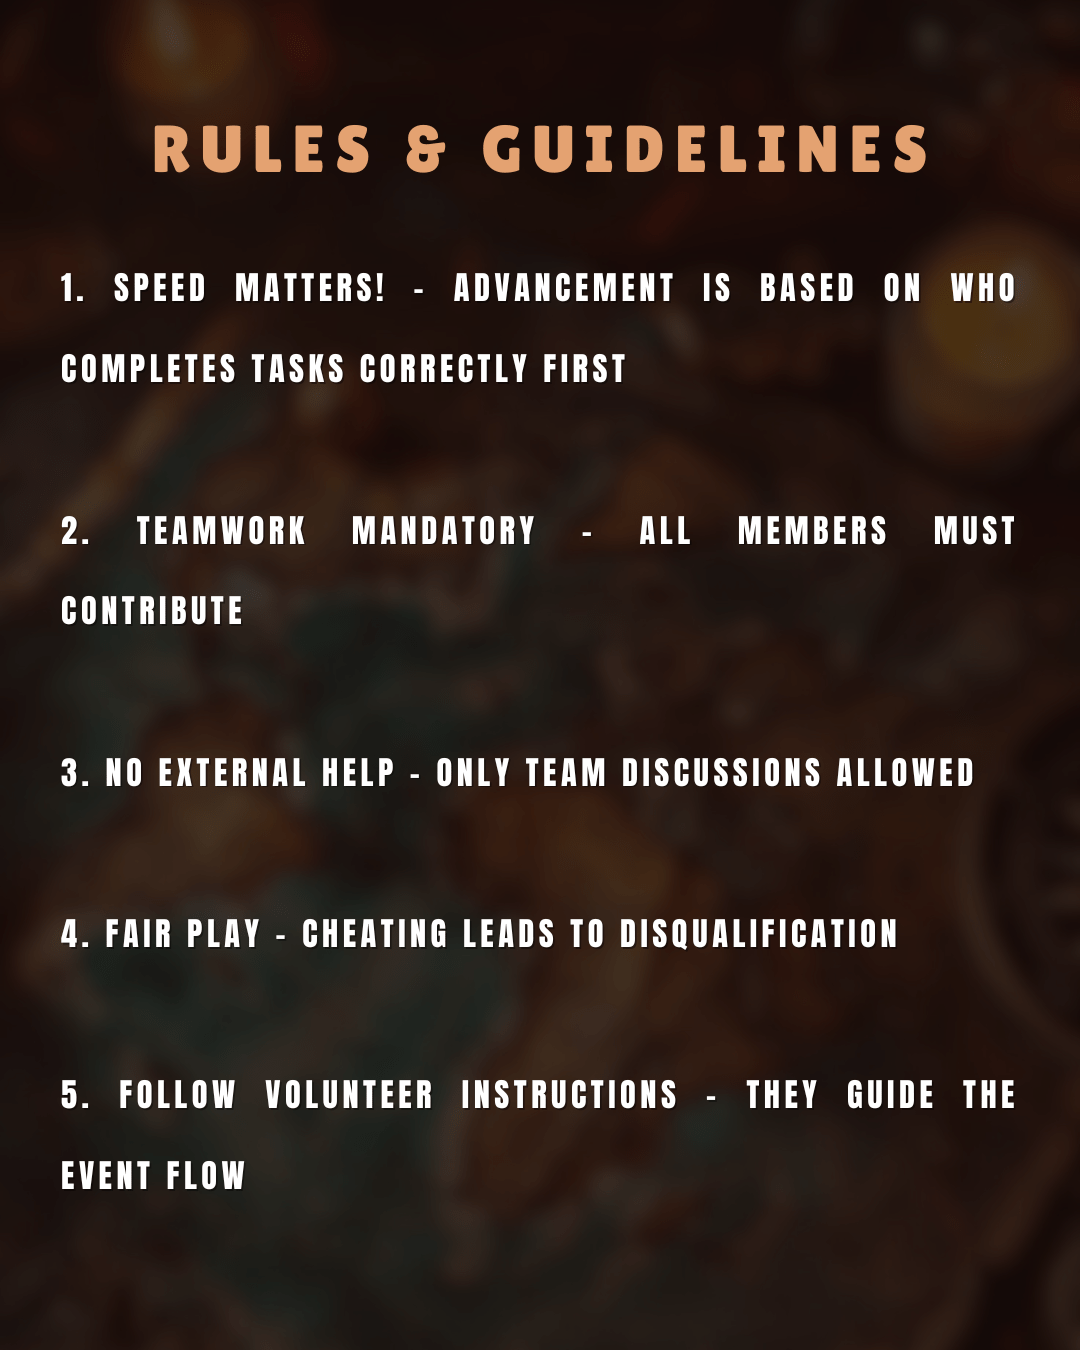 RULES & GUIDELINES
1. SPEED MATTERS! - ADVANCEMENT IS BASED ON WHO
COMPLETES TASKS CORRECTLY FIRST
2. TEAMWORK MANDATORY - ALL MEMBERS MUST
CONTRIBUTE
3. NO EXTERNAL HELP - ONLY TEAM DISCUSSIONS ALLOWED
4. FAIR PLAY - CHEATING LEADS TO DISQUALIFICATION
5. FOLLOW VOLUNTEER INSTRUCTIONS - THEY GUIDE THE
EVENT FLOW